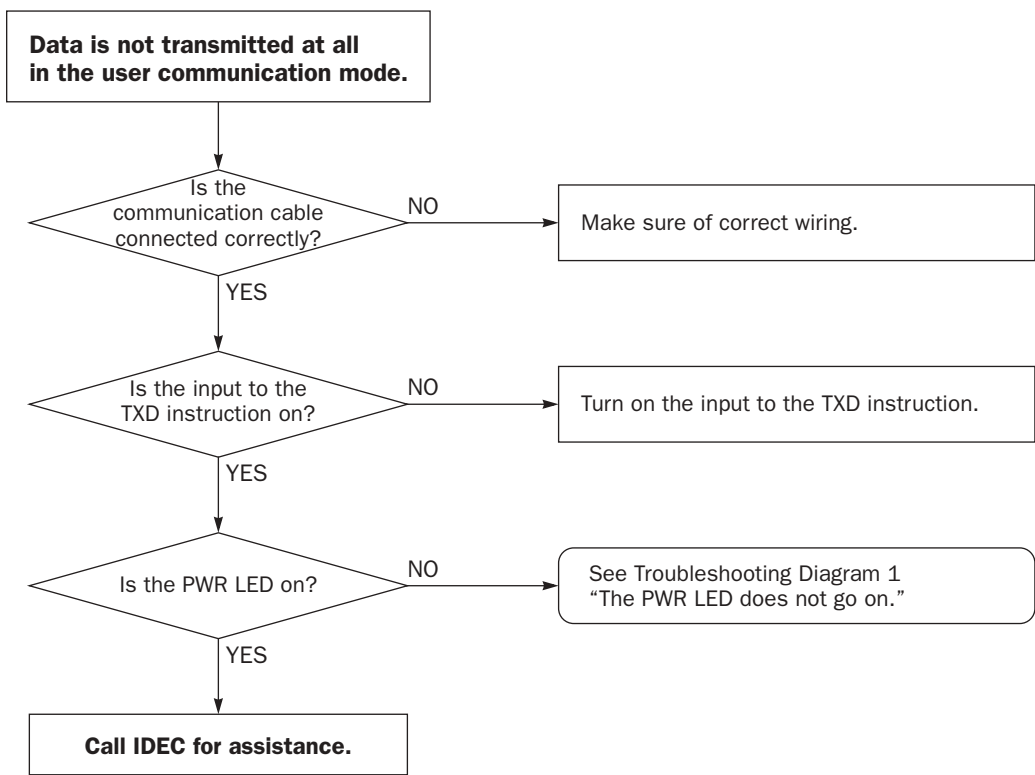 Data is not transmitted at all
in the user communication mode.
Is the
communication cable
connected correctly?
NO
Make sure of correct wiring.
YES
Is the input to the
TXD instruction on?
NO
Turn on the input to the TXD instruction.
YES
Is the PWR LED on?
NO
See Troubleshooting Diagram 1
“The PWR LED does not go on.”
YES
Call IDEC for assistance.